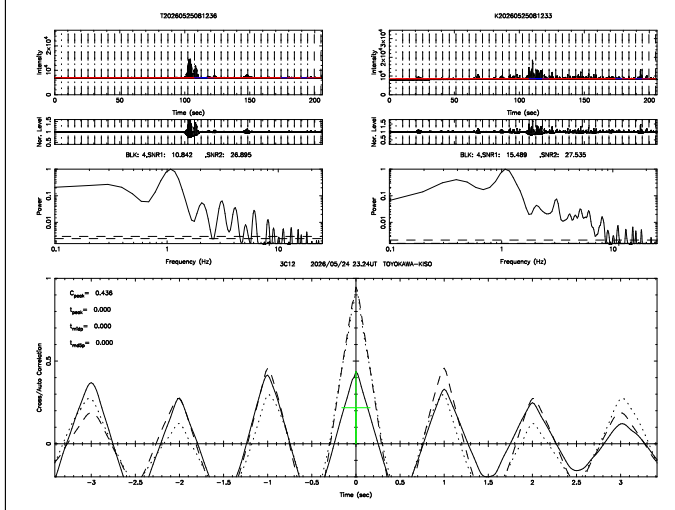 T20260525081236
K20260525081233
Intensity
0
10⁴
2×10⁴
0 50 100 150 200
Time (sec)
Intensity
0
10⁴
2×10⁴
3×10⁴
0 50 100 150 200
Time (sec)
Nor. Level
0.5 1 1.5
Nor. Level
0.5 1 1.5
BLK: 4,SNR1: 10.842 ,SNR2: 26.895
BLK: 4,SNR1: 15.489 ,SNR2: 27.535
Power
1
0.1
0.01
0.1 1 10
Frequency (Hz)
Power
1
0.1
0.01
0.1 1 10
Frequency (Hz)
3C12 2026/05/24 23.24UT TOYOKAWA-KISO
C_peak= 0.436
t_peak= 0.000
t_midp= 0.000
t_mdSp= 0.000
Cross/Auto Correlation
1
0.5
0
-3 -2.5 -2 -1.5 -1 -0.5 0 0.5 1 1.5 2 2.5 3
Time (sec)